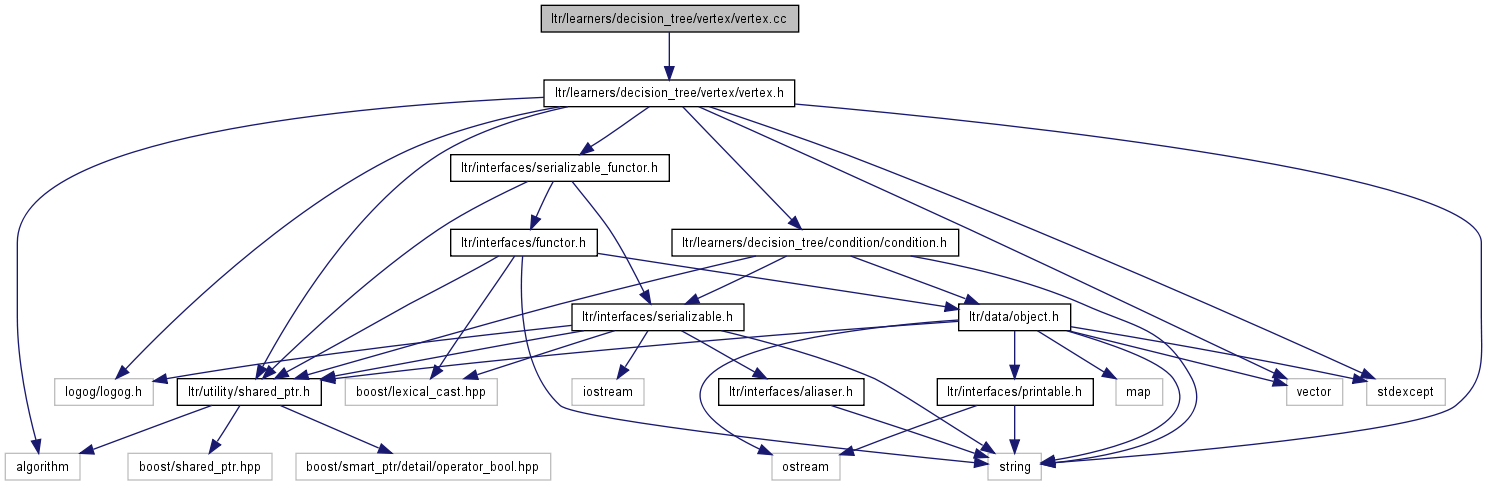 ltr/learners/decision_tree/vertex/vertex.cc
ltr/learners/decision_tree/vertex/vertex.h
ltr/interfaces/serializable_functor.h
ltr/interfaces/functor.h
ltr/learners/decision_tree/condition/condition.h
ltr/interfaces/serializable.h
ltr/data/object.h
logog/logog.h
ltr/utility/shared_ptr.h
boost/lexical_cast.hpp
iostream
ltr/interfaces/aliaser.h
ltr/interfaces/printable.h
map
vector
stdexcept
algorithm
boost/shared_ptr.hpp
boost/smart_ptr/detail/operator_bool.hpp
ostream
string